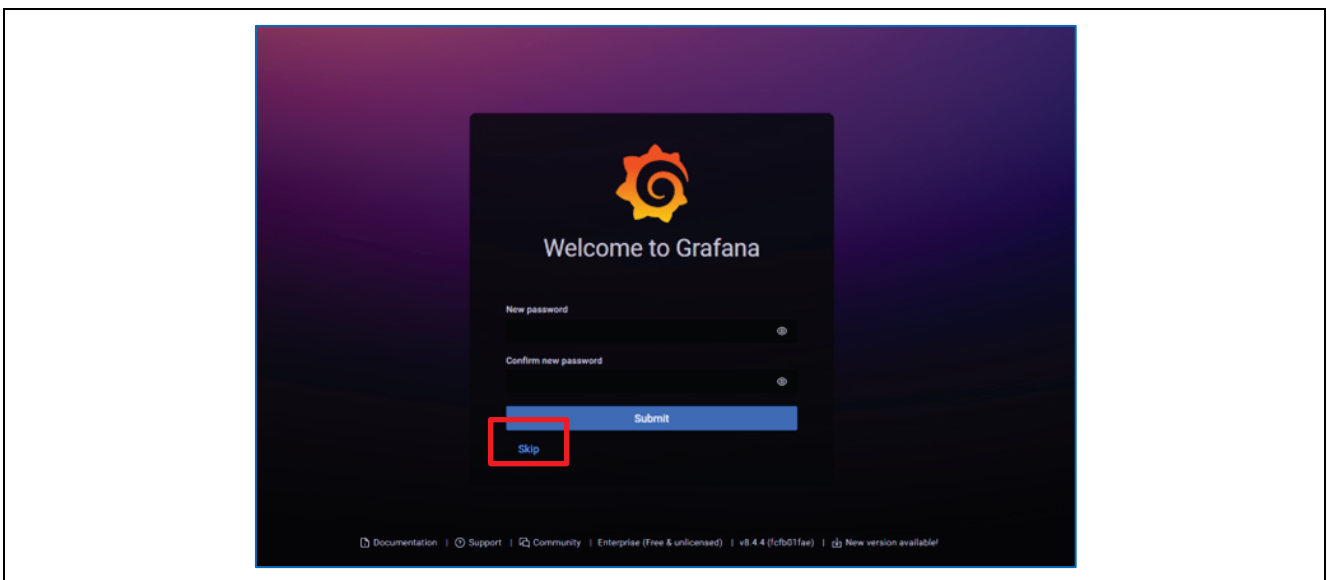 Welcome to Grafana
New password
Confirm new password
Submit
Skip
Documentation | Support | Community | Enterprise (Free & unlicensed) | v8.4.4 (fcfb01fae) | New version available!